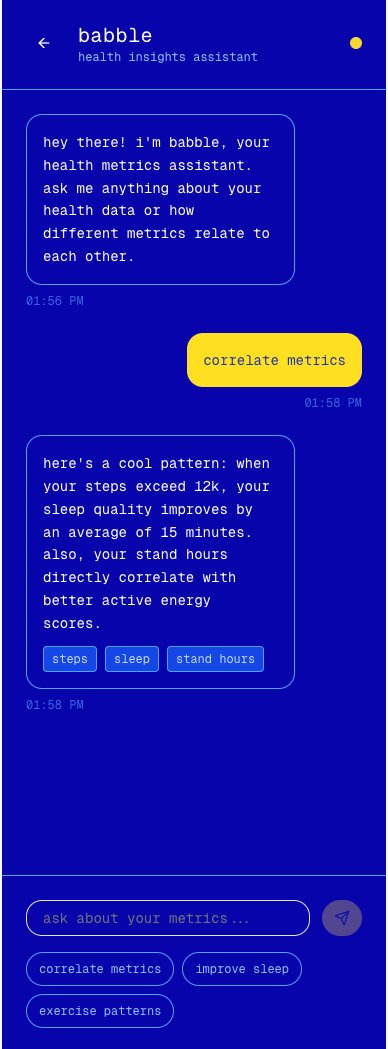 babble
health insights assistant
hey there! i'm babble, your
health metrics assistant.
ask me anything about your
health data or how
different metrics relate to
each other.
01:56 PM
correlate metrics
01:58 PM
here's a cool pattern: when
your steps exceed 12k, your
sleep quality improves by
an average of 15 minutes.
also, your stand hours
directly correlate with
better active energy
scores.
steps sleep stand hours
01:58 PM
ask about your metrics...
correlate metrics improve sleep
exercise patterns